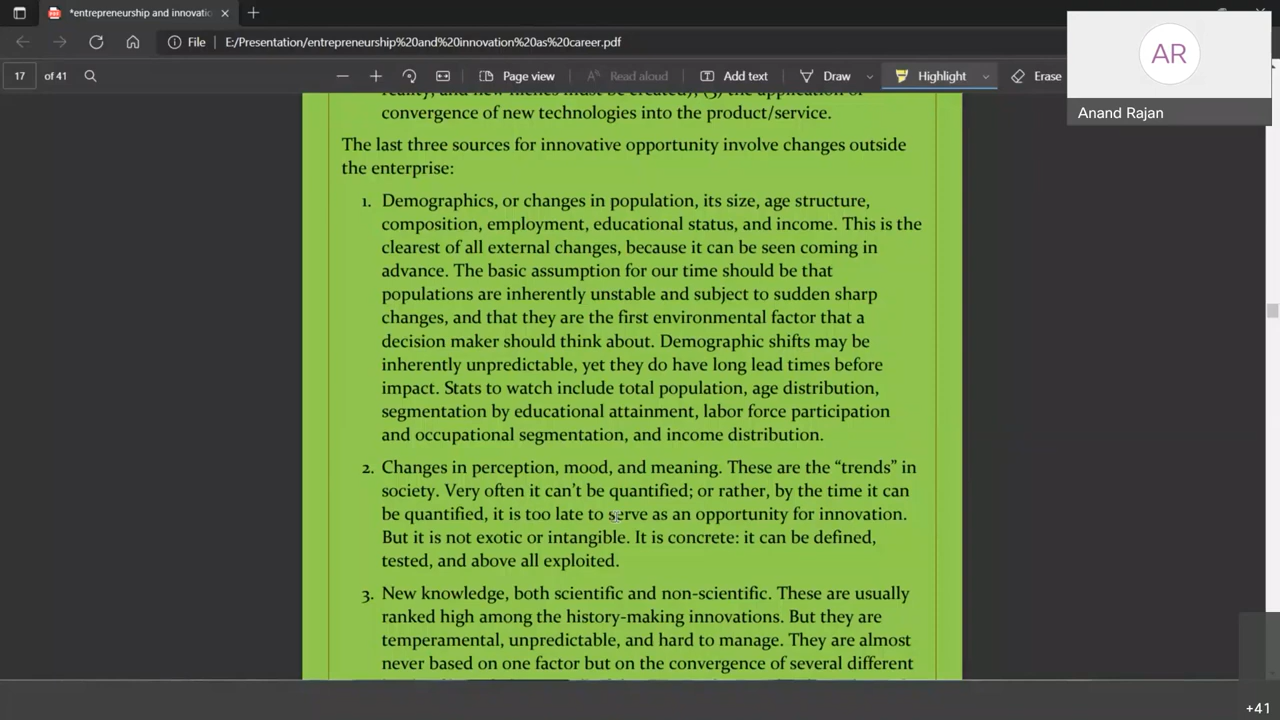 *entrepreneurship and innovatio
File E:/Presentation/entrepreneurship%20and%20innovation%20as%20career.pdf
17 of 41 Page view Read aloud Add text Draw Highlight Erase
AR
Anand Rajan
convergence of new technologies into the product/service.
The last three sources for innovative opportunity involve changes outside
the enterprise:
1. Demographics, or changes in population, its size, age structure,
composition, employment, educational status, and income. This is the
clearest of all external changes, because it can be seen coming in
advance. The basic assumption for our time should be that
populations are inherently unstable and subject to sudden sharp
changes, and that they are the first environmental factor that a
decision maker should think about. Demographic shifts may be
inherently unpredictable, yet they do have long lead times before
impact. Stats to watch include total population, age distribution,
segmentation by educational attainment, labor force participation
and occupational segmentation, and income distribution.
2. Changes in perception, mood, and meaning. These are the “trends” in
society. Very often it can’t be quantified; or rather, by the time it can
be quantified, it is too late to serve as an opportunity for innovation.
But it is not exotic or intangible. It is concrete: it can be defined,
tested, and above all exploited.
3. New knowledge, both scientific and non-scientific. These are usually
ranked high among the history-making innovations. But they are
temperamental, unpredictable, and hard to manage. They are almost
never based on one factor but on the convergence of several different
+41